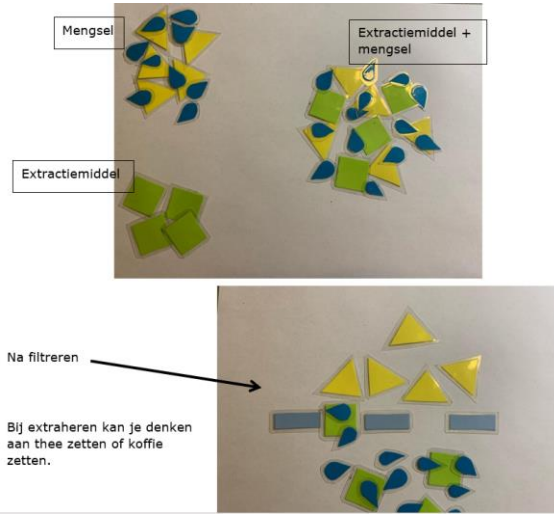 Mengsel
Extractiemiddel +
mengsel
Extractiemiddel
Na filtreren
Bij extraheren kan je denken
aan thee zetten of koffie
zetten.